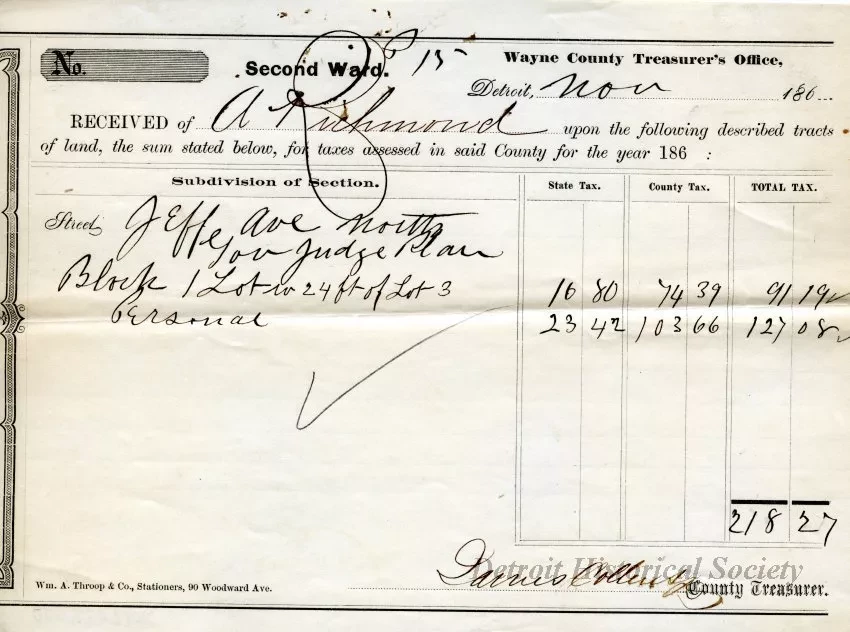 No. Second Ward. p 15 Wayne County Treasurer's Office,
Detroit, Nov 186
RECEIVED of A Richmond upon the following described tracts
of land, the sum stated below, for taxes assessed in said County for the year 186 :
Subdivision of Section. State Tax. County Tax. TOTAL TAX.
Street, Jeffe Ave North
Gov Judge Plan
Block 1 Lot w 24 ft of Lot 3 16 80 74 39 91 19
Personal 23 42 103 66 127 08
218 27
James Collins
Detroit Historical Society
County Treasurer.
Wm. A. Throop & Co., Stationers, 90 Woodward Ave.